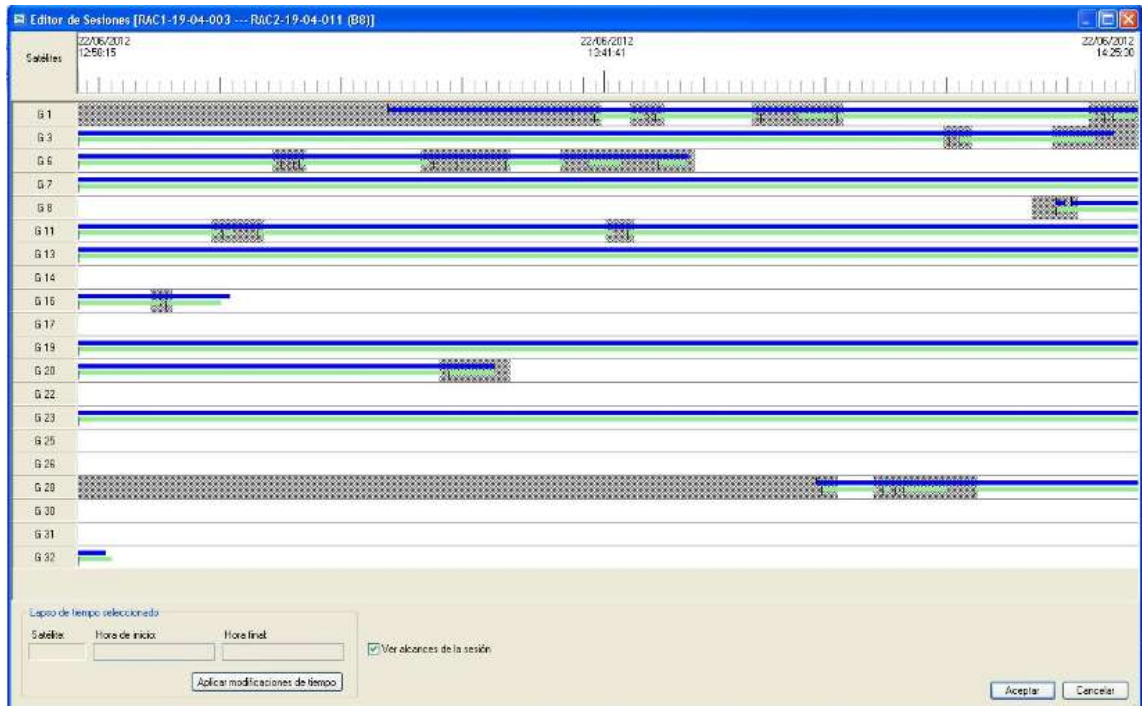 Editor de Sesiones [RAC1-19-04-003 --- RAC2-19-04-011 (B8)]
Satélites
22/06/2012
12:58:15
22/06/2012
13:41:41
22/06/2012
14:25:30
G 1
G 3
G 6
G 7
G 8
G 11
G 13
G 14
G 16
G 17
G 19
G 20
G 22
G 23
G 25
G 26
G 28
G 30
G 31
G 32
Lapso de tiempo seleccionado
Satélite: Hora de inicio: Hora final:
Ver alcances de la sesión
Aplicar modificaciones de tiempo
Aceptar Cancelar